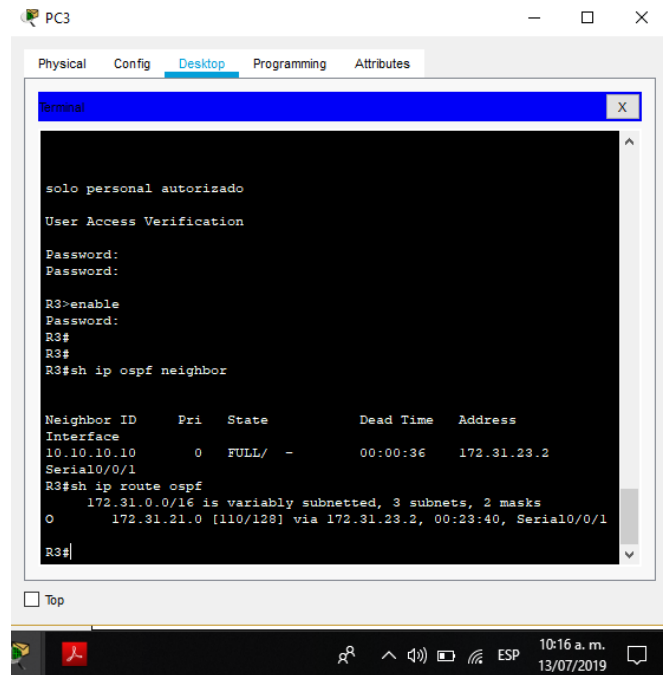 PC3
Physical Config Desktop Programming Attributes
Terminal
X
solo personal autorizado
User Access Verification
Password:
Password:
R3>enable
Password:
R3#
R3#
R3#sh ip ospf neighbor
Neighbor ID Pri State Dead Time Address
Interface
10.10.10.10 0 FULL/ - 00:00:36 172.31.23.2
Serial0/0/1
R3#sh ip route ospf
172.31.0.0/16 is variably subnetted, 3 subnets, 2 masks
O 172.31.21.0 [110/128] via 172.31.23.2, 00:23:40, Serial0/0/1
R3#
Top
ESP
10:16 a. m.
13/07/2019